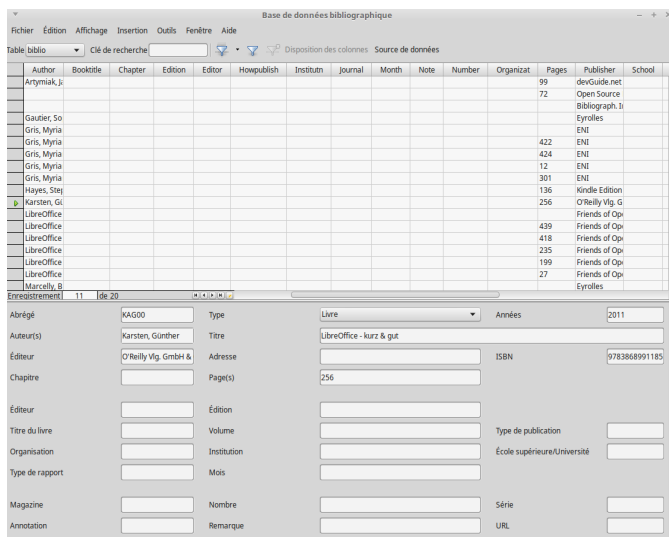 Base de données bibliographique
Fichier Édition Affichage Insertion Outils Fenêtre Aide
Table biblio Clé de recherche Disposition des colonnes Source de données
Author Booktitle Chapter Edition Editor Howpublish Institutn Journal Month Note Number Organizat Pages Publisher School
Artymiak, Ja 99 devGuide.net
72 Open Source
Bibliograph. In
Gautier, So Eyrolles
Gris, Myria ENI
Gris, Myria 422 ENI
Gris, Myria 424 ENI
Gris, Myria 12 ENI
Gris, Myria 301 ENI
Hayes, Step 136 Kindle Edition
Karsten, Gü 256 O'Reilly Vlg. G
LibreOffice Friends of Ope
LibreOffice 439 Friends of Ope
LibreOffice 418 Friends of Ope
LibreOffice 235 Friends of Ope
LibreOffice 199 Friends of Ope
LibreOffice 27 Friends of Ope
Marcelly, B Eyrolles
Enregistrement 11 de 20
Abrégé KAG00 Type Livre Années 2011
Auteur(s) Karsten, Günther Titre LibreOffice - kurz & gut
Éditeur O'Reilly Vlg. GmbH & Adresse ISBN 9783868991185
Chapitre Page(s) 256
Éditeur Édition
Titre du livre Volume Type de publication
Organisation Institution École supérieure/Université
Type de rapport Mois
Magazine Nombre Série
Annotation Remarque URL